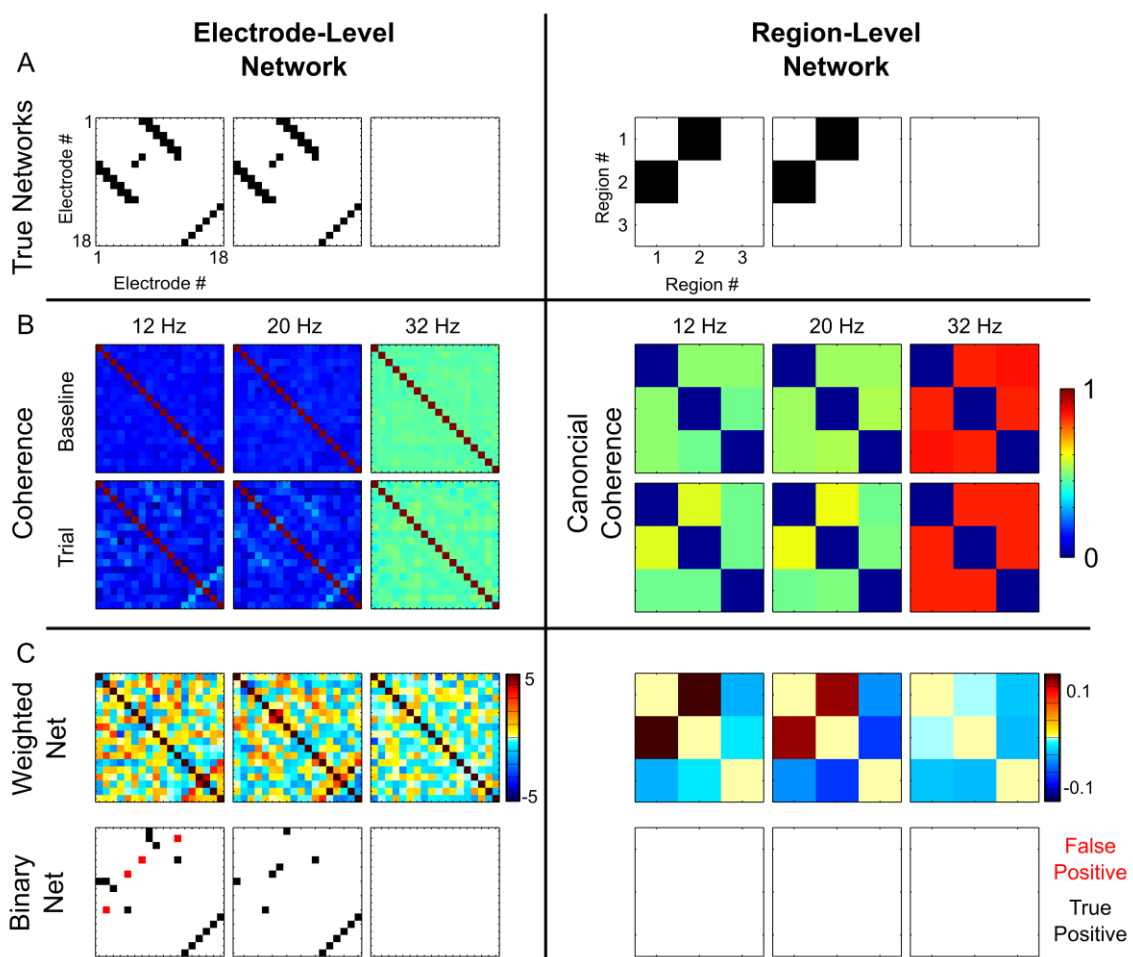 Electrode-Level
Network
Region-Level
Network
A
True Networks
Electrode #
1
18
1
18
Electrode #
Region #
1
2
3
1
2
3
Region #
B
12 Hz
20 Hz
32 Hz
12 Hz
20 Hz
32 Hz
Coherence
Baseline
Trial
Canoncial
Coherence
1
0
C
Weighted
Net
5
-5
0.1
-0.1
Binary
Net
False
Positive
True
Positive